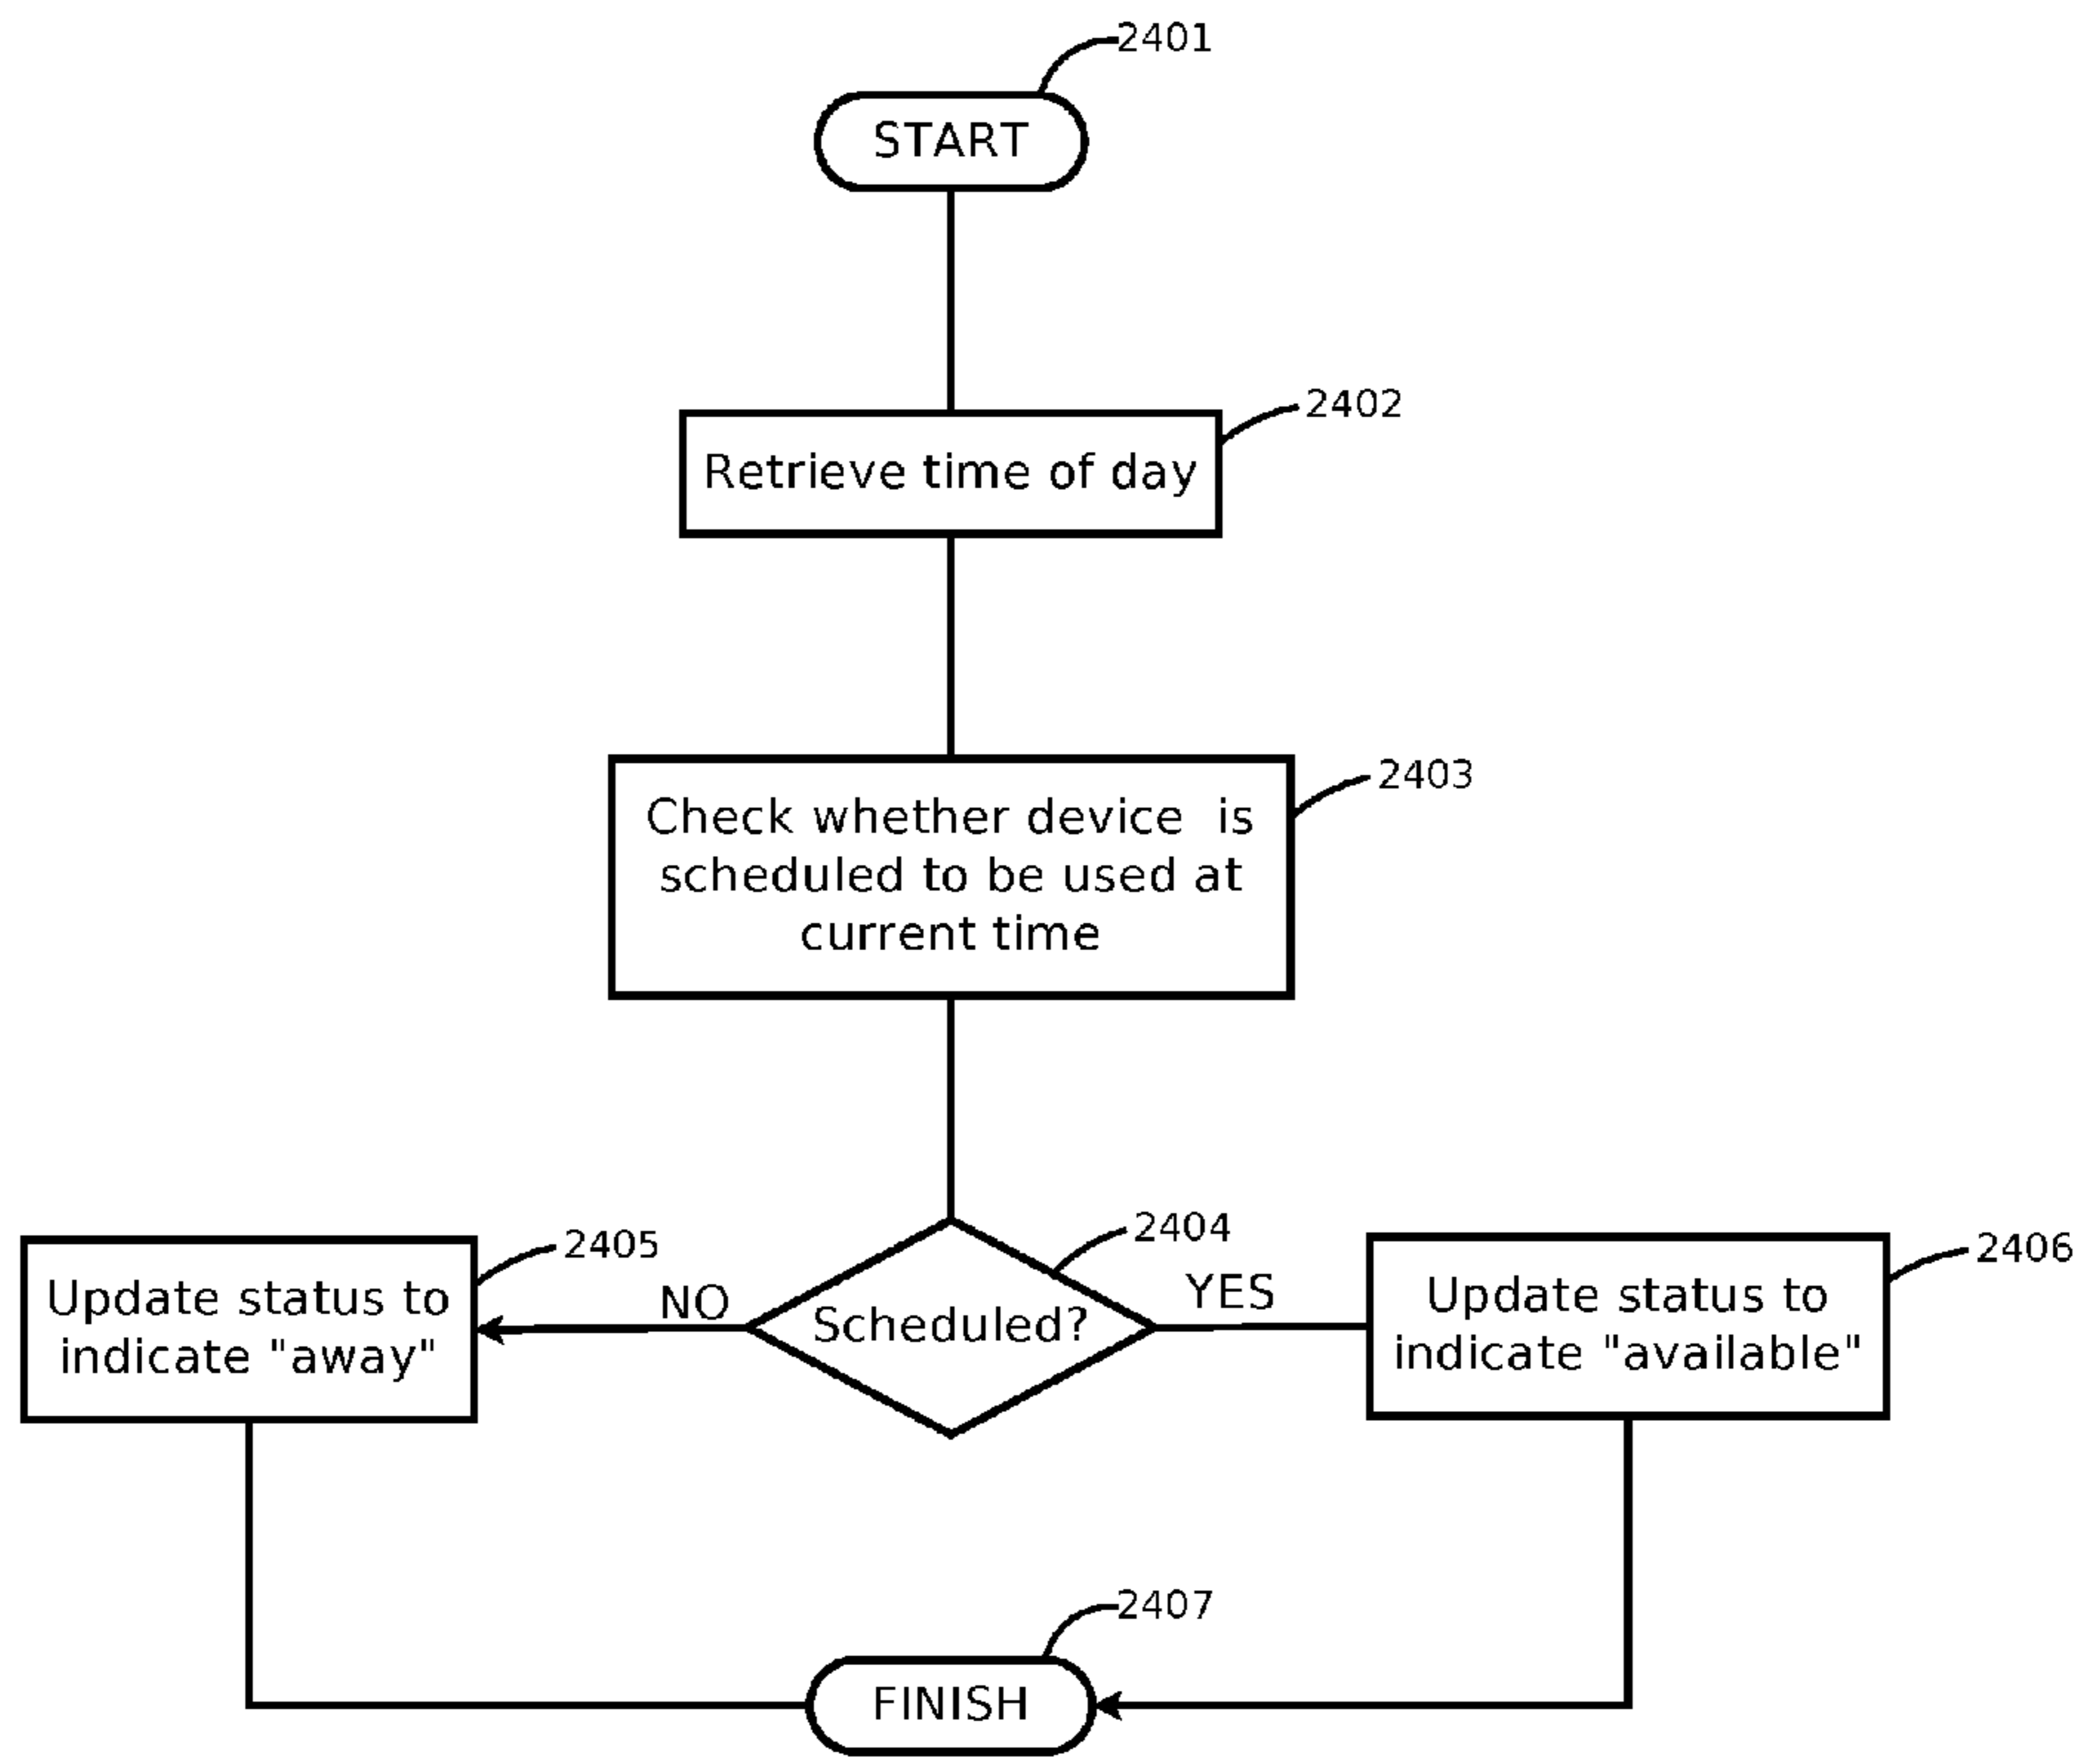 2401
START
2402
Retrieve time of day
2403
Check whether device  is
scheduled to be used at
current time
2404
Scheduled?
NO
YES
2405
Update status to
indicate "away"
2406
Update status to
indicate "available"
2407
FINISH